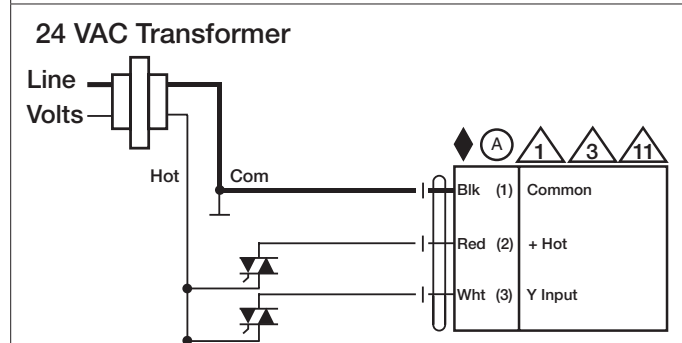 24 VAC Transformer
Line
Volts
Hot
Com
A
1
3
11
Blk (1) Common
Red (2) + Hot
Wht (3) Y Input